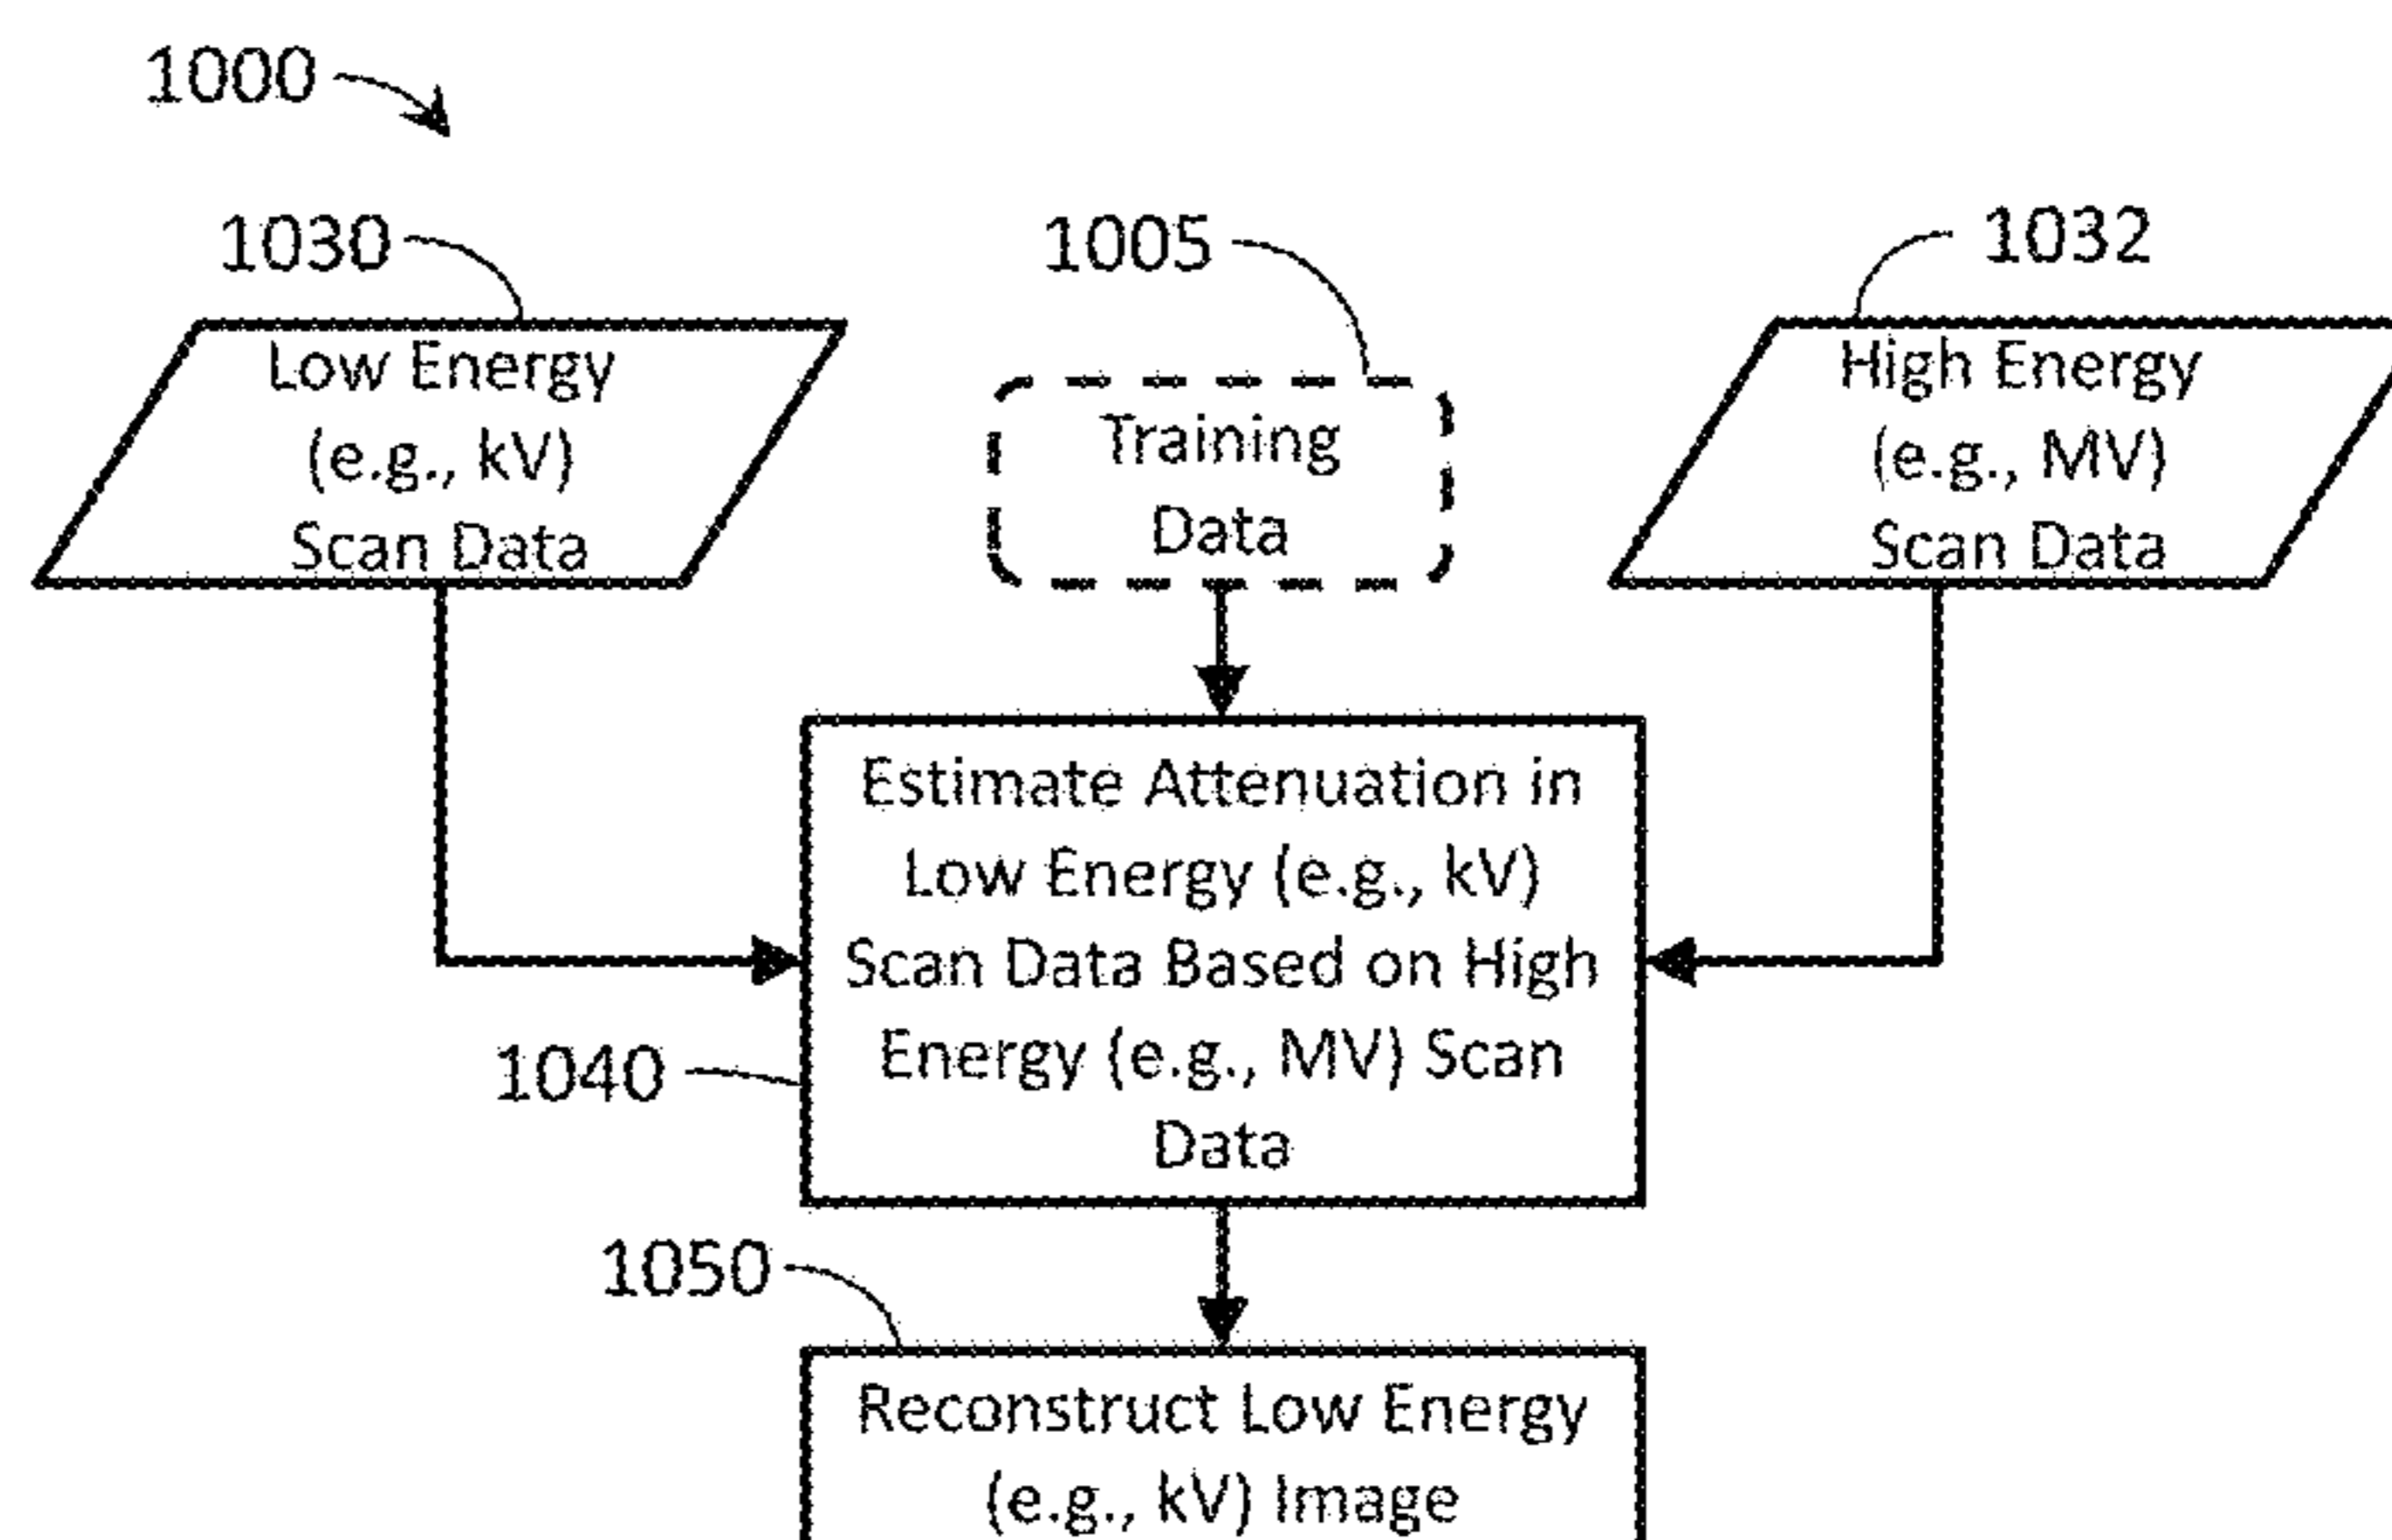 1000
1030
1005
1032
Low Energy
(e.g., kV)
Scan Data
Training
Data
High Energy
(e.g., MV)
Scan Data
Estimate Attenuation in
Low Energy (e.g., kV)
Scan Data Based on High
Energy (e.g., MV) Scan
Data
1040
1050
Reconstruct Low Energy
(e.g., kV) Image